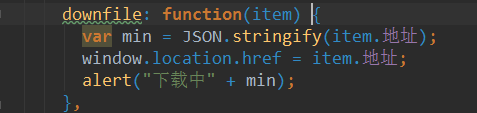 downfile: function(item) {
var min = JSON.stringify(item.地址);
window.location.href = item.地址;
alert("下载中" + min);
},